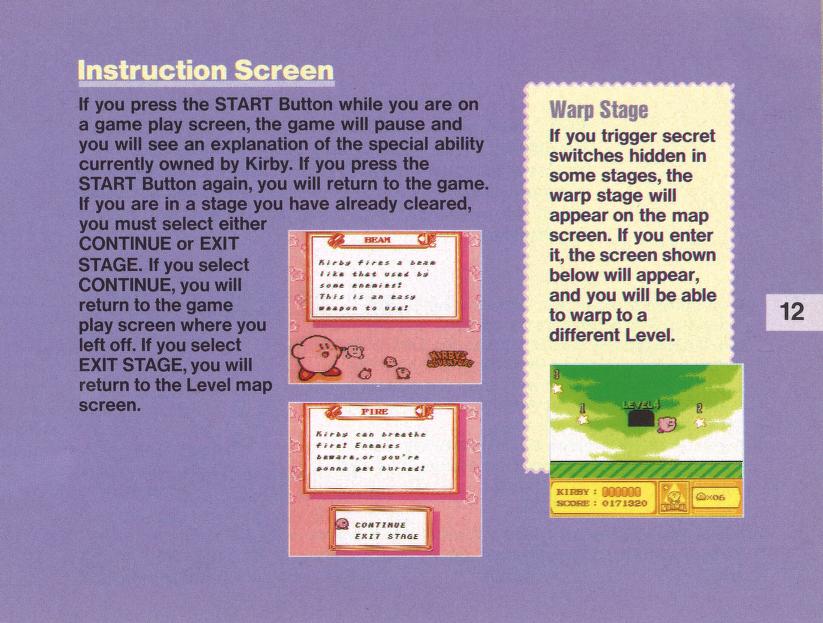 Instruction Screen
If you press the START Button while you are on
a game play screen, the game will pause and
you will see an explanation of the special ability
currently owned by Kirby. If you press the
START Button again, you will return to the game.
If you are in a stage you have already cleared,
you must select either
CONTINUE or EXIT
STAGE. If you select
CONTINUE, you will
return to the game
play screen where you
left off. If you select
EXIT STAGE, you will
return to the Level map
screen.
BEAM
Kirby fires a beam
like that used by
some enemies!
This is an easy
weapon to use!
KIRBY'S
ADVENTURE
FIRE
Kirby can breathe
fire! Enemies
beware, or you're
gonna get burned!
CONTINUE
EXIT STAGE
Warp Stage
If you trigger secret
switches hidden in
some stages, the
warp stage will
appear on the map
screen. If you enter
it, the screen shown
below will appear,
and you will be able
to warp to a
different Level.
3
LEVEL 4
1
2
KIRBY :
SCORE : 0171320
NORMAL
×06
12